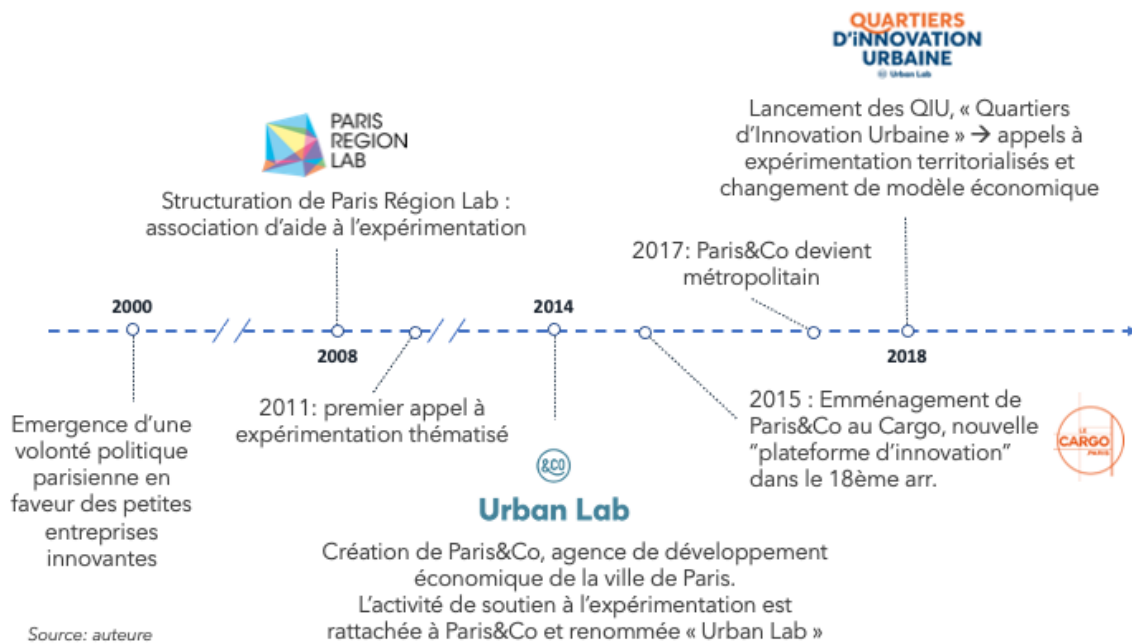 QUARTIERS
D'iNNOVATION
URBAINE
&CO Urban Lab
Lancement des QIU, « Quartiers
d'Innovation Urbaine » → appels à
expérimentation territorialisés et
changement de modèle économique
PARIS
REGION
LAB
Structuration de Paris Région Lab :
association d'aide à l'expérimentation
2017: Paris&Co devient
métropolitain
2000
2014
2008
2018
Emergence d'une
volonté politique
parisienne en
faveur des petites
entreprises
innovantes
2011: premier appel à
expérimentation thématisé
2015 : Emménagement de
Paris&Co au Cargo, nouvelle
"plateforme d'innovation"
dans le 18ème arr.
LE
CARGO
PARIS
&CO
Urban Lab
Création de Paris&Co, agence de développement
économique de la ville de Paris.
L'activité de soutien à l'expérimentation est
rattachée à Paris&Co et renommée « Urban Lab »
Source: auteure